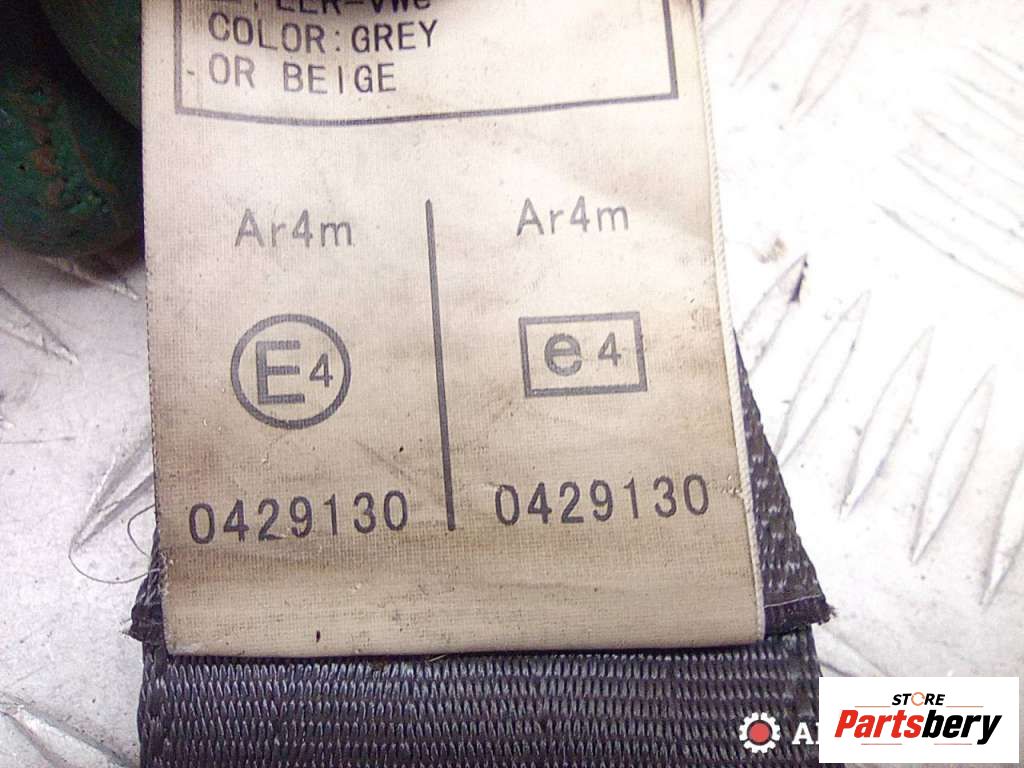 COLOR:GREY
OR BEIGE
Ar4m
Ar4m
E4
e4
0429130
0429130
STORE
Partsbery